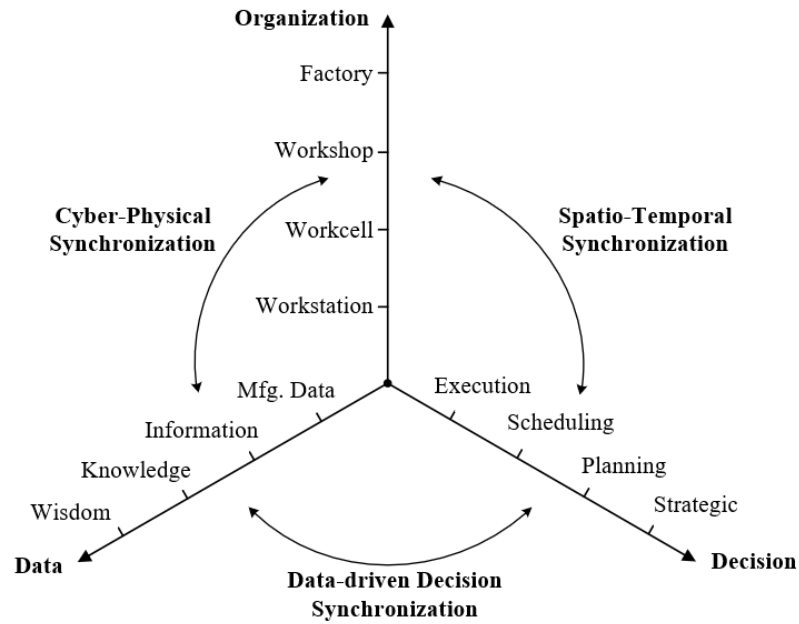 Organization
Factory
Workshop
Cyber-Physical
Synchronization
Spatio-Temporal
Synchronization
Workcell
Workstation
Mfg. Data
Execution
Information
Scheduling
Knowledge
Planning
Wisdom
Strategic
Data
Decision
Data-driven Decision
Synchronization